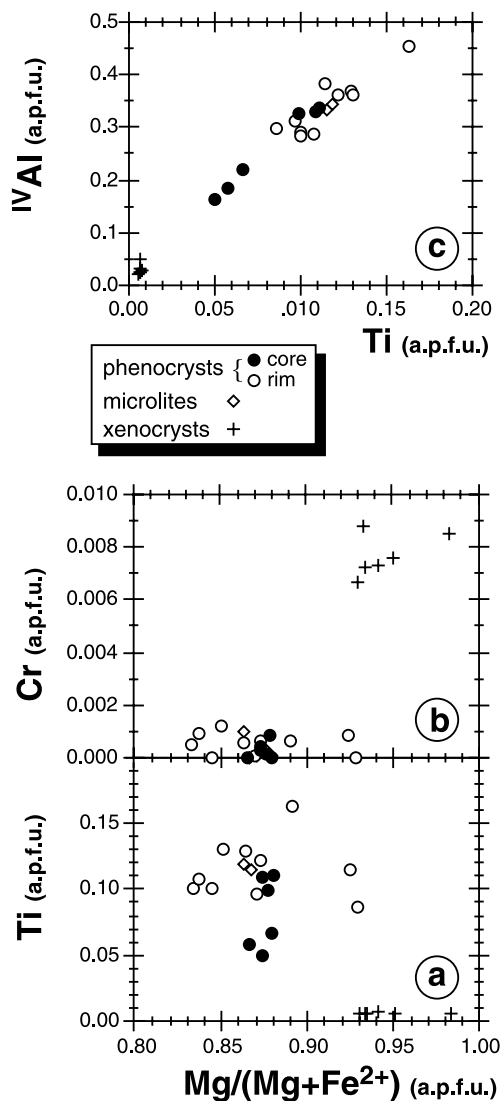 0.5
0.4
0.3
0.2
0.1
0.0
IVAl (a.p.f.u.)
c
0.00 0.05 0.10 0.15 0.20
Ti (a.p.f.u.)
phenocrysts { ● core
○ rim
microlites ◇
xenocrysts +
0.010
0.008
0.006
0.004
0.002
0.000
Cr (a.p.f.u.)
b
0.15
0.10
0.05
0.00
Ti (a.p.f.u.)
a
0.80 0.85 0.90 0.95 1.00
Mg/(Mg+Fe2+) (a.p.f.u.)